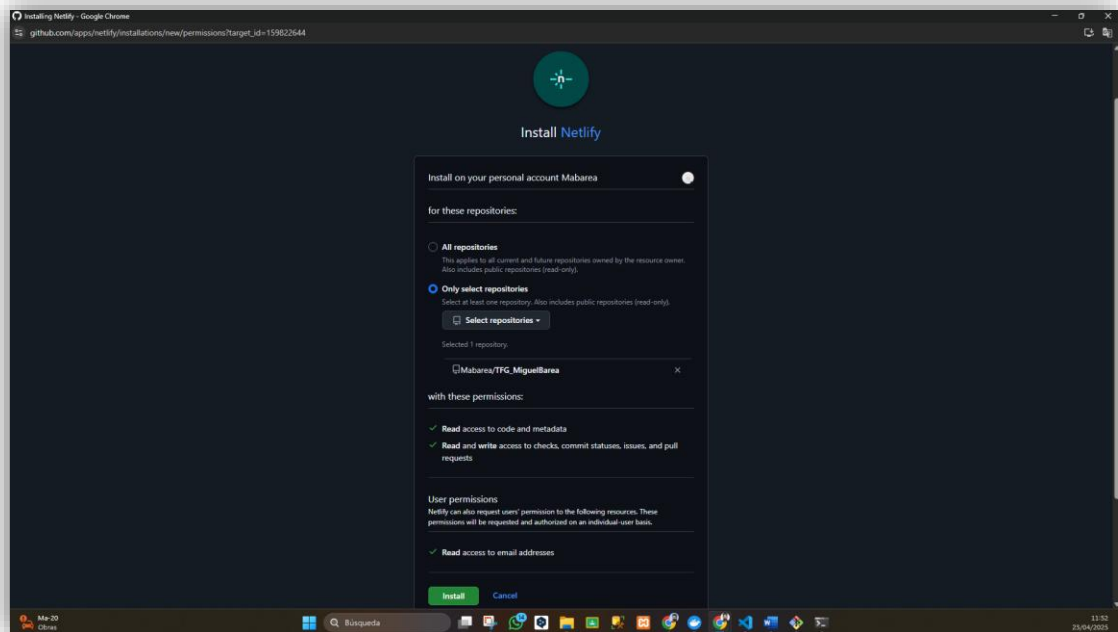 Installing Netlify - Google Chrome
github.com/apps/netlify/installations/new/permissions?target_id=159822644
n
Install Netlify
Install on your personal account Mabarea
for these repositories:
All repositories
This applies to all current and future repositories owned by the resource owner.
Also includes public repositories (read-only).
Only select repositories
Select at least one repository. Also includes public repositories (read-only).
Select repositories
Selected 1 repository.
Mabarea/TFG_MiguelBarea
with these permissions:
Read access to code and metadata
Read and write access to checks, commit statuses, issues, and pull
requests
User permissions
Netlify can also request users' permission to the following resources. These
permissions will be requested and authorized on an individual-user basis.
Read access to email addresses
Install Cancel
Ma-20
Obras
Búsqueda
11:52
23/04/2025